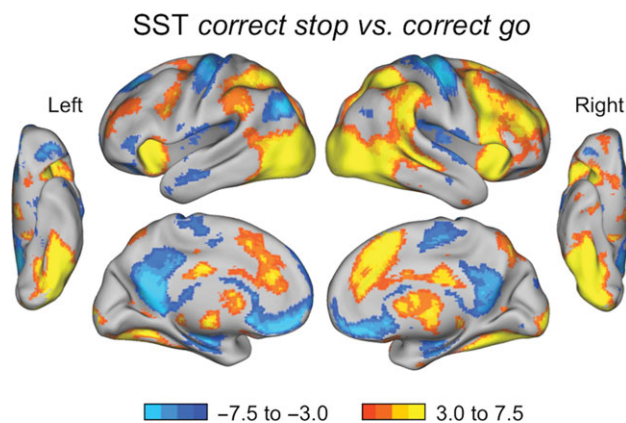 SST correct stop vs. correct go
Left
Right
−7.5 to −3.0
3.0 to 7.5